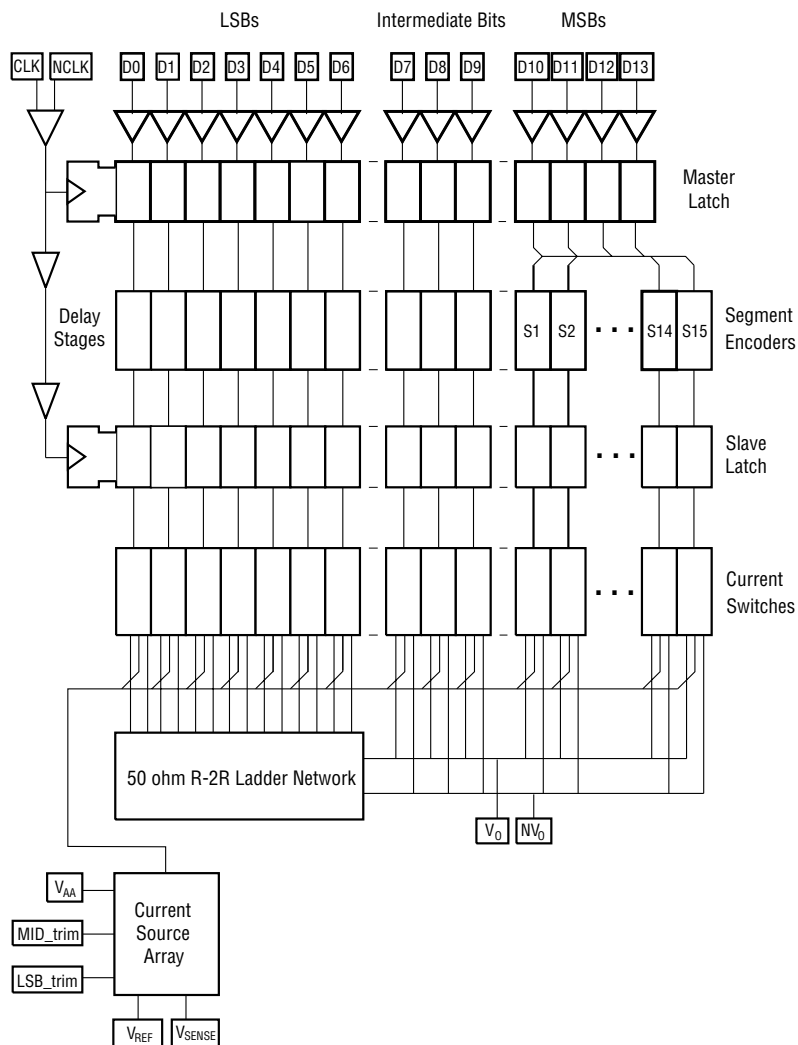 LSBs Intermediate Bits MSBs
CLK NCLK D0 D1 D2 D3 D4 D5 D6 D7 D8 D9 D10 D11 D12 D13
Master
Latch
Delay
Stages
S1 S2 ... S14 S15
Segment
Encoders
...
Slave
Latch
...
Current
Switches
50 ohm R-2R Ladder Network
VO NVO
VAA
MID_trim
LSB_trim
Current
Source
Array
VREF VSENSE